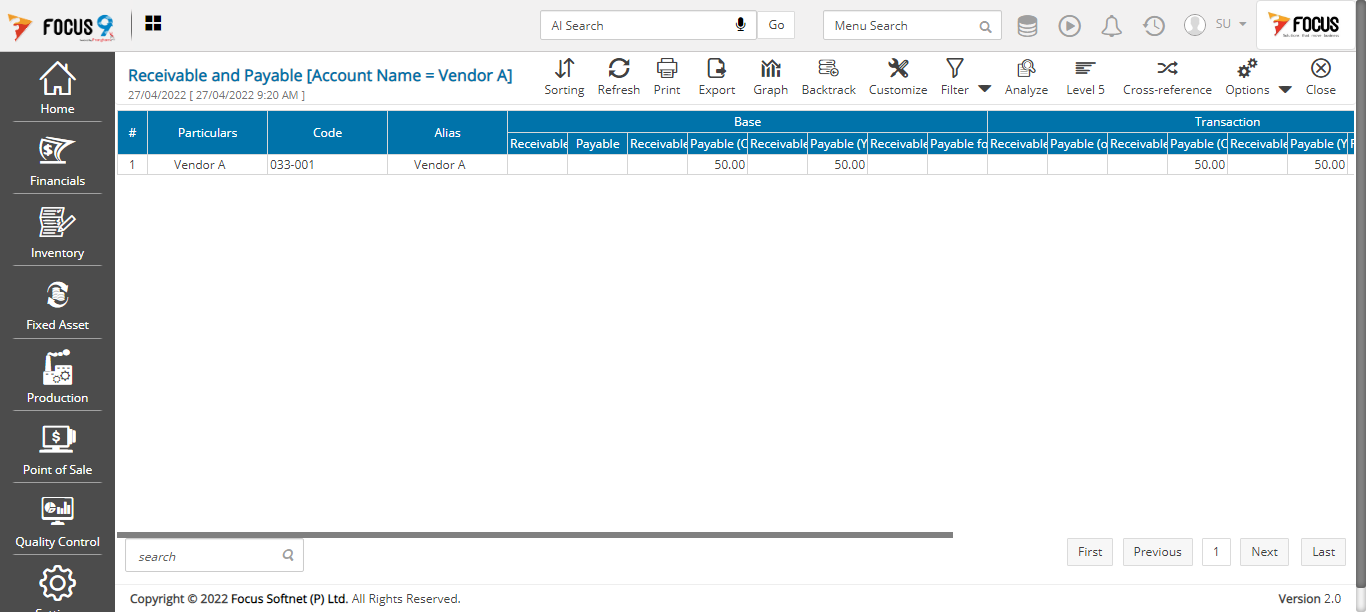 FOCUS 9
AI Search
Go
Menu Search
SU
FOCUS
Home
Financials
Inventory
Fixed Asset
Production
Point of Sale
Quality Control
Receivable and Payable [Account Name = Vendor A]
27/04/2022 [ 27/04/2022 9:20 AM ]
Sorting Refresh Print Export Graph Backtrack Customize Filter Analyze Level 5 Cross-reference Options Close
Base Transaction
# Particulars Code Alias
Receivable Payable Receivable Payable (C Receivable Payable (Y Receivable Payable fo Receivable Payable (o Receivable Payable (C Receivable Payable (Y
1 Vendor A 033-001 Vendor A 50.00 50.00 50.00 50.00
search
First Previous 1 Next Last
Copyright © 2022 Focus Softnet (P) Ltd. All Rights Reserved.
Version 2.0